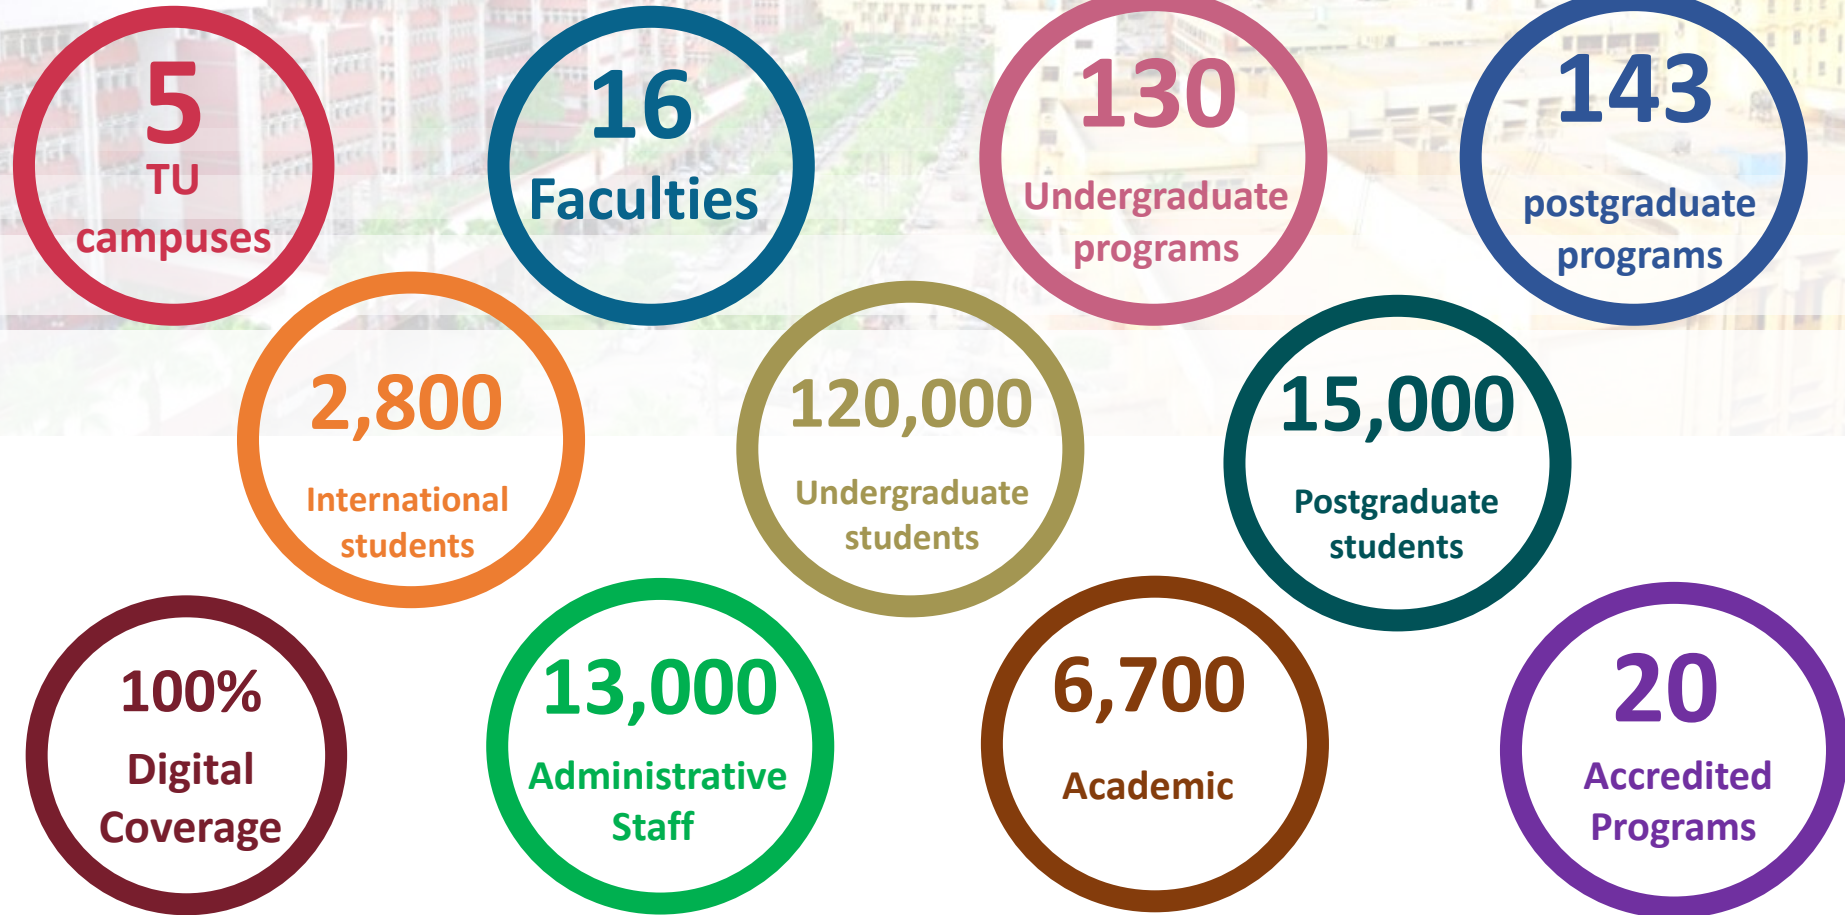 5
TU
campuses
16
Faculties
130
Undergraduate
programs
143
postgraduate
programs
2,800
International
students
120,000
Undergraduate
students
15,000
Postgraduate
students
100%
Digital
Coverage
13,000
Administrative
Staff
6,700
Academic
20
Accredited
Programs